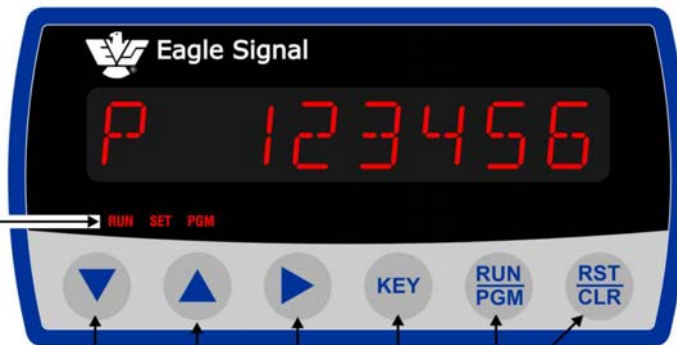 Eagle Signal
P 123456
RUN SET PGM
KEY
RUN
PGM
RST
CLR